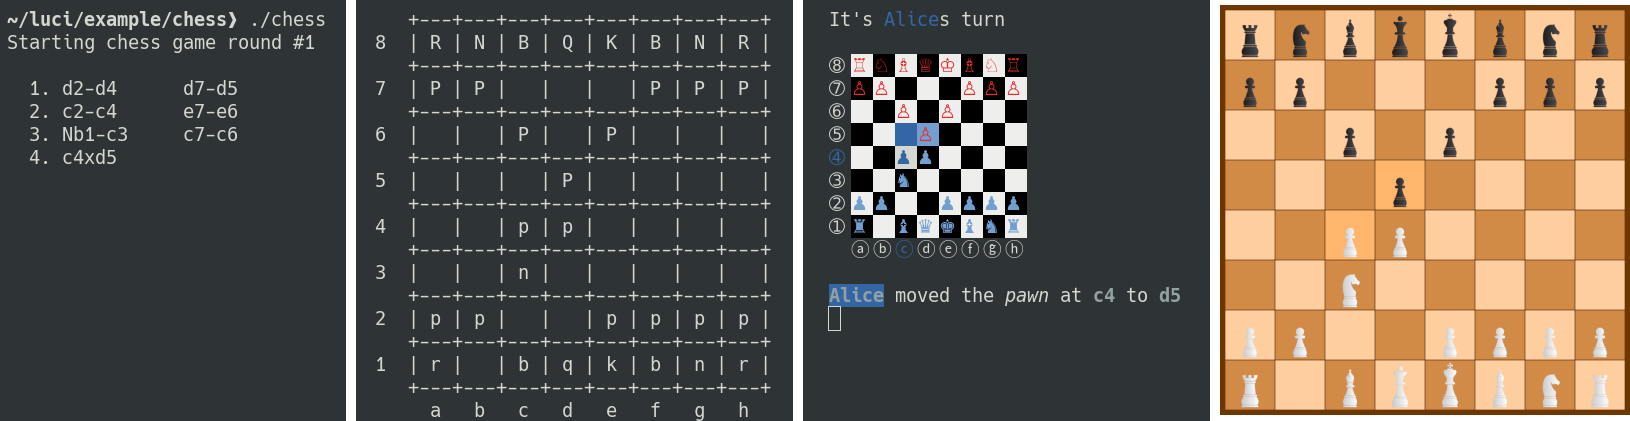 ~/luci/example/chess❯ ./chess
Starting chess game round #1
1. d2-d4     d7-d5
2. c2-c4     e7-e6
3. Nb1-c3     c7-c6
4. c4xd5
+---+---+---+---+---+---+---+---+
8 | R | N | B | Q | K | B | N | R |
+---+---+---+---+---+---+---+---+
7 | P | P |   |   |   | P | P | P |
+---+---+---+---+---+---+---+---+
6 |   |   | P |   | P |   |   |   |
+---+---+---+---+---+---+---+---+
5 |   |   |   | P |   |   |   |   |
+---+---+---+---+---+---+---+---+
4 |   |   | p | p |   |   |   |   |
+---+---+---+---+---+---+---+---+
3 |   |   | n |   |   |   |   |   |
+---+---+---+---+---+---+---+---+
2 | p | p |   |   | p | p | p | p |
+---+---+---+---+---+---+---+---+
1 | r |   | b | q | k | b | n | r |
+---+---+---+---+---+---+---+---+
a b c d e f g h
It's Alices turn
⑧
⑦
⑥
⑤
④
③
②
①
ⓐ ⓑ ⓒ ⓓ ⓔ ⓕ ⓖ ⓗ
Alice moved the pawn at c4 to d5